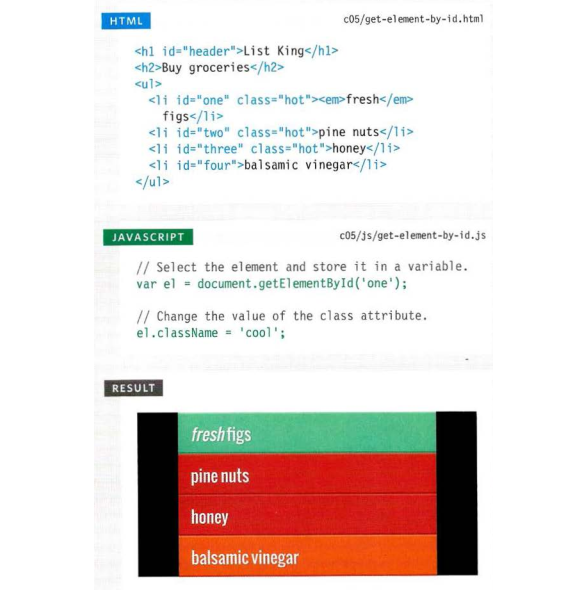 HTML
c05/get-element-by-id.html
<h1 id="header">List King</h1>
<h2>Buy groceries</h2>
<ul>
<li id="one" class="hot"><em>fresh</em>
figs</li>
<li id="two" class="hot">pine nuts</li>
<li id="three" class="hot">honey</li>
<li id="four">balsamic vinegar</li>
</ul>
JAVASCRIPT
c05/js/get-element-by-id.js
// Select the element and store it in a variable.
var el = document.getElementById('one');
// Change the value of the class attribute.
el.className = 'cool';
RESULT
fresh figs
pine nuts
honey
balsamic vinegar